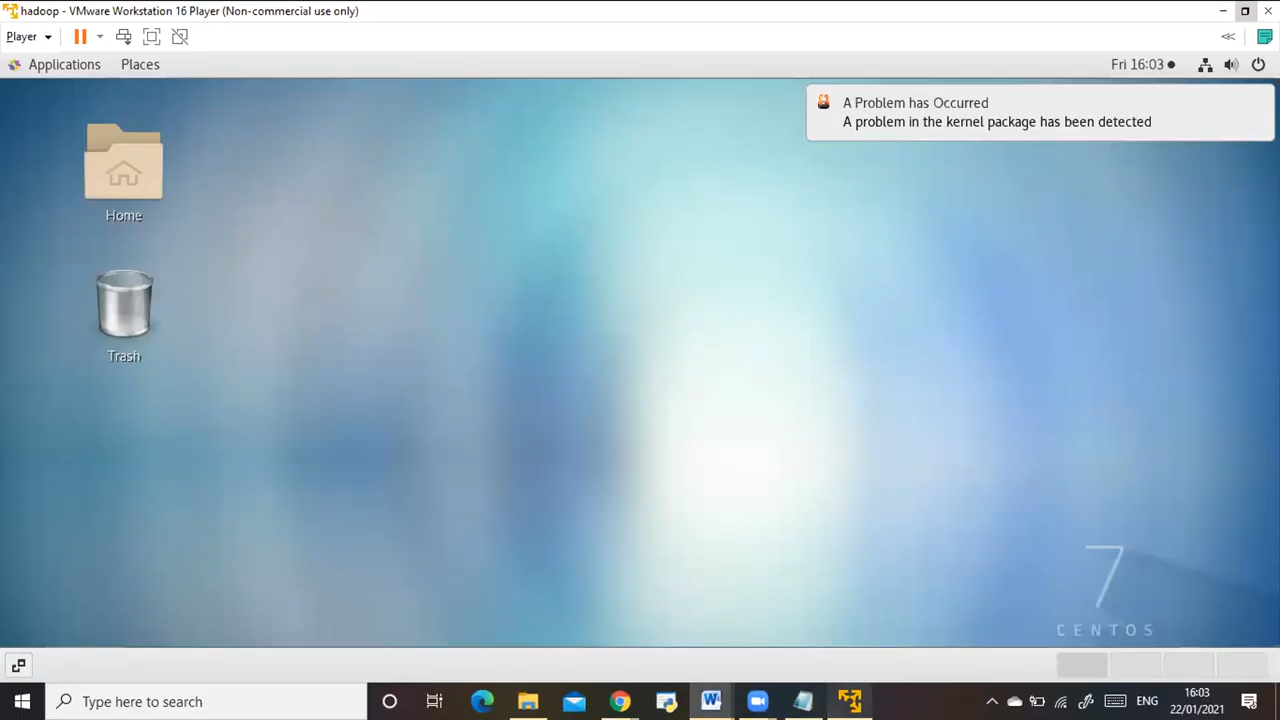 hadoop - VMware Workstation 16 Player (Non-commercial use only)
Player
Applications Places Fri 16:03
A Problem has Occurred
A problem in the kernel package has been detected
Home
Trash
7
CENTOS
Type here to search
ENG
16:03
22/01/2021